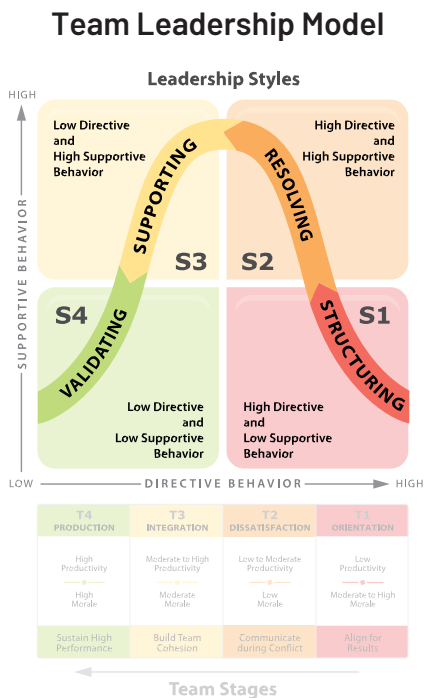 Team Leadership Model
Leadership Styles
HIGH
SUPPORTIVE BEHAVIOR
Low Directive
and
High Supportive
Behavior
SUPPORTING
S3
High Directive
and
High Supportive
Behavior
RESOLVING
S2
S4
VALIDATING
Low Directive
and
Low Supportive
Behavior
S1
STRUCTURING
High Directive
and
Low Supportive
Behavior
LOW
DIRECTIVE BEHAVIOR
HIGH
T4
PRODUCTION
High
Productivity
High
Morale
Sustain High
Performance
T3
INTEGRATION
Moderate to High
Productivity
Moderate
Morale
Build Team
Cohesion
T2
DISSATISFACTION
Low to Moderate
Productivity
Low
Morale
Communicate
during Conflict
T1
ORIENTATION
Low
Productivity
Moderate to High
Morale
Align for
Results
Team Stages